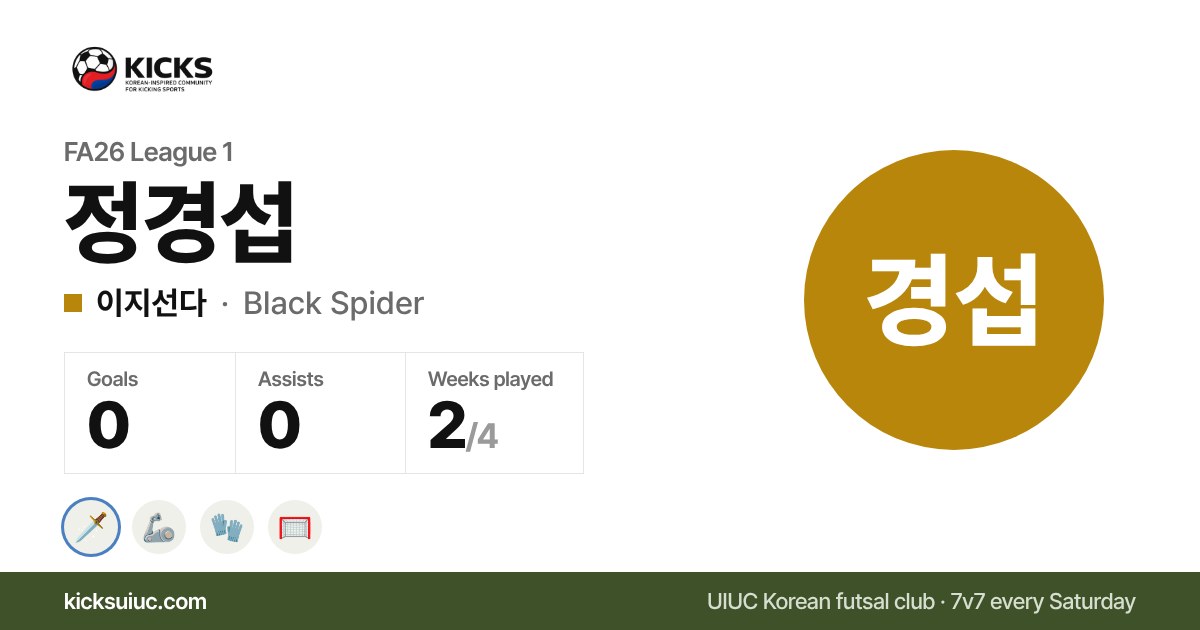 KICKS
KOREAN-INSPIRED COMMUNITY
FOR KICKING SPORTS
FA26 League 1
정경섭
이지선다 · Black Spider
Goals
0
Assists
0
Weeks played
2/4
경섭
kicksuiuc.com
UIUC Korean futsal club · 7v7 every Saturday